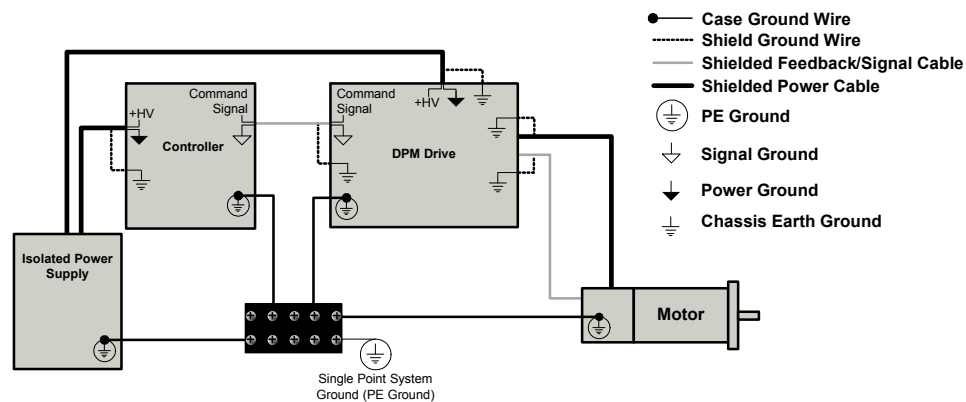 Case Ground Wire
Shield Ground Wire
Shielded Feedback/Signal Cable
Shielded Power Cable
PE Ground
Signal Ground
Power Ground
Chassis Earth Ground
+HV
Command
Signal
Controller
Command
Signal
+HV
DPM Drive
Isolated Power
Supply
Motor
Single Point System
Ground (PE Ground)